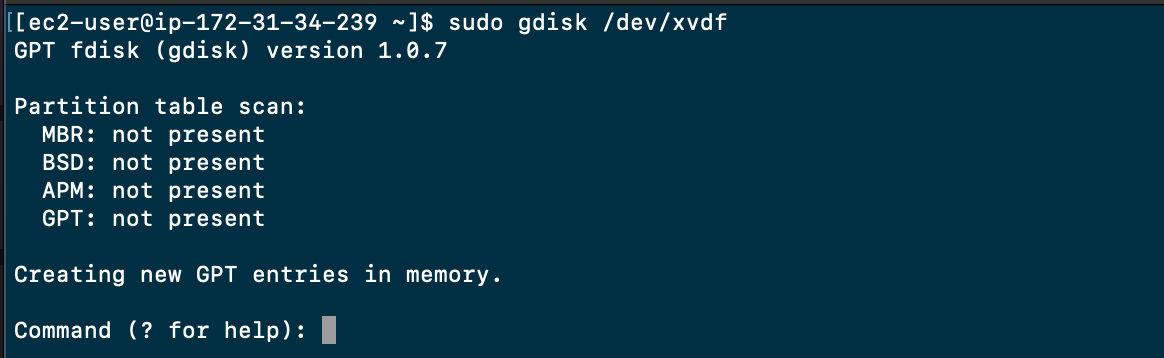 [[ec2-user@ip-172-31-34-239 ~]$ sudo gdisk /dev/xvdf
GPT fdisk (gdisk) version 1.0.7
Partition table scan:
  MBR: not present
  BSD: not present
  APM: not present
  GPT: not present
Creating new GPT entries in memory.
Command (? for help):